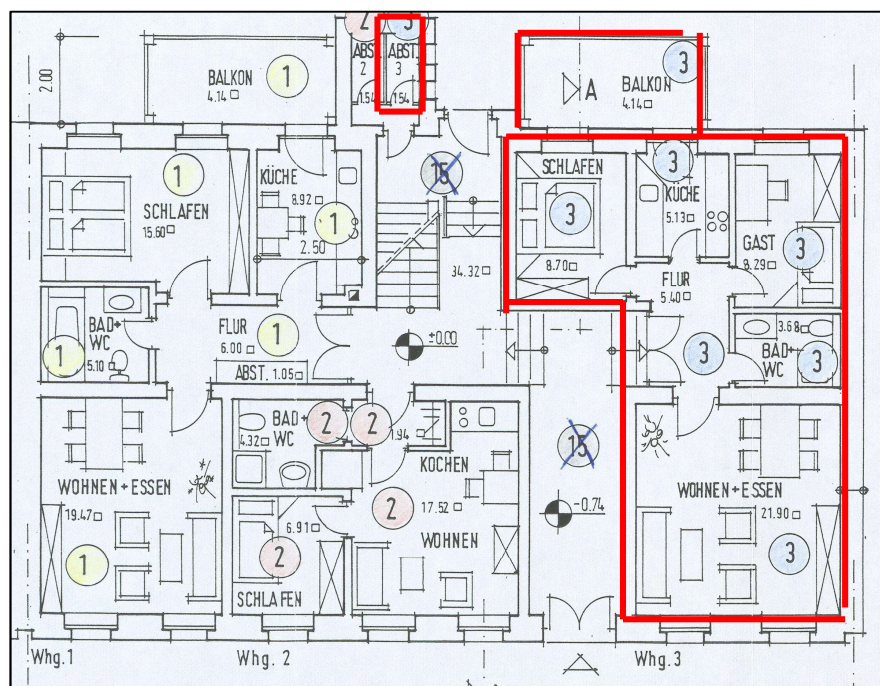 2 3
ABST. ABST.
2 3
1.54 1.54
2.00
BALKON
4.14
1
A
BALKON
4.14
3
1
SCHLAFEN
15.60
KÜCHE
8.92
1
2.50
15
34.32
SCHLAFEN
3
8.70
3
KÜCHE
5.13
GAST
8.29
3
FLUR
5.40
BAD+
WC
5.10
1
FLUR
6.00
1
ABST. 1.05
±0.00
3
3.68
BAD+
WC
3
WOHNEN+ESSEN
19.47
1
BAD+
WC
4.32
2
2
1.94
KOCHEN
17.52
WOHNEN
2
6.91
2
SCHLAFEN
15
-0.74
WOHNEN+ESSEN
21.90
3
Whg.1
Whg. 2
Whg.3